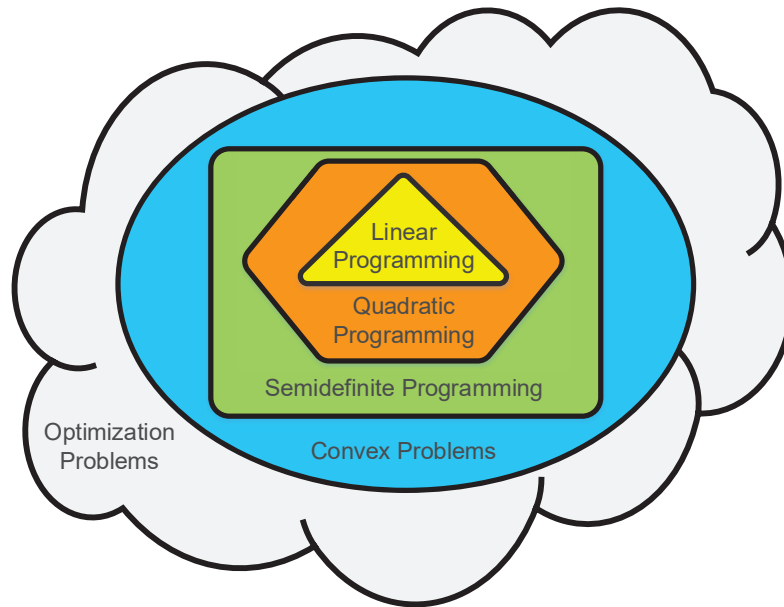 Linear
Programming
Quadratic
Programming
Semidefinite Programming
Optimization
Problems
Convex Problems